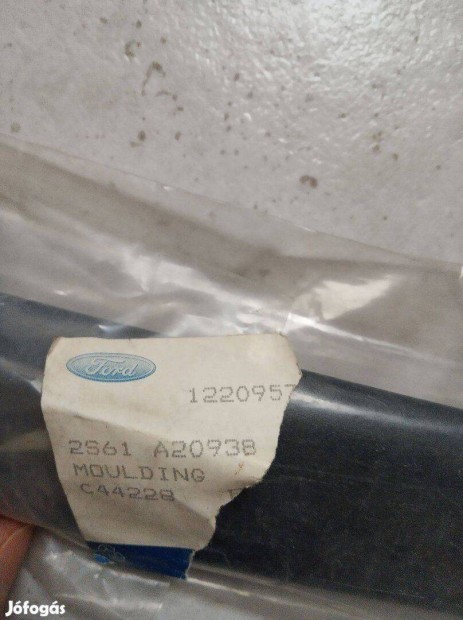 Ford
1220957
2S61 A20938
MOULDING
C44228
Jófogás